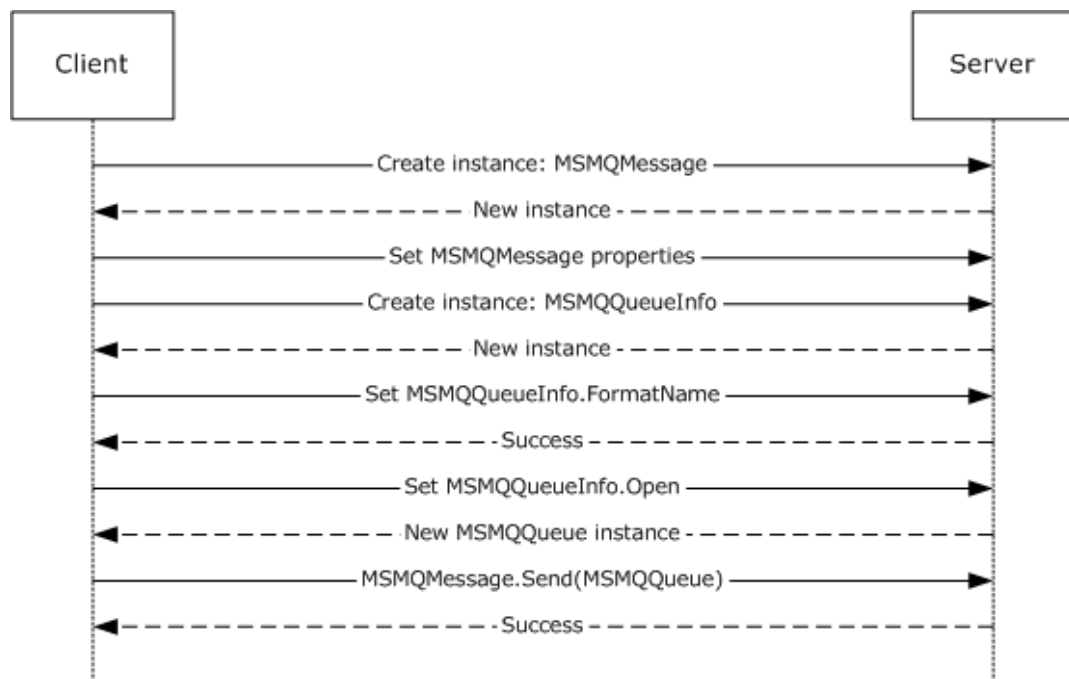 Client
Server
Create instance: MSMQMessage
New instance
Set MSMQMessage properties
Create instance: MSMQQueueInfo
New instance
Set MSMQQueueInfo.FormatName
Success
Set MSMQQueueInfo.Open
New MSMQQueue instance
MSMQMessage.Send(MSMQQueue)
Success